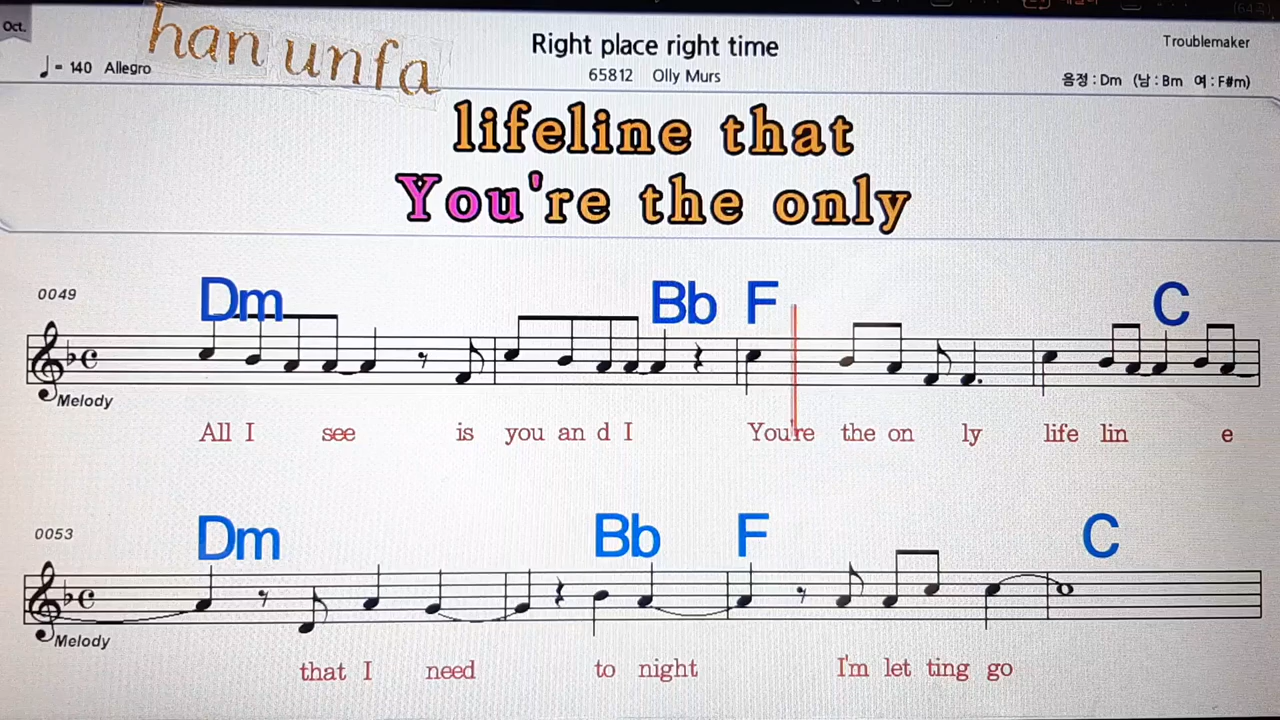 Oct.
han unfa
Right place right time
Troublemaker
♩ = 140 Allegro
65812 Olly Murs
음정 : Dm (남 : Bm 여 : F#m)
lifeline that
You're the only
0049
Dm Bb F C
Melody
All I see is you an d I You're the on ly life lin e
0053
Dm Bb F C
Melody
that I need to night I'm let ting go